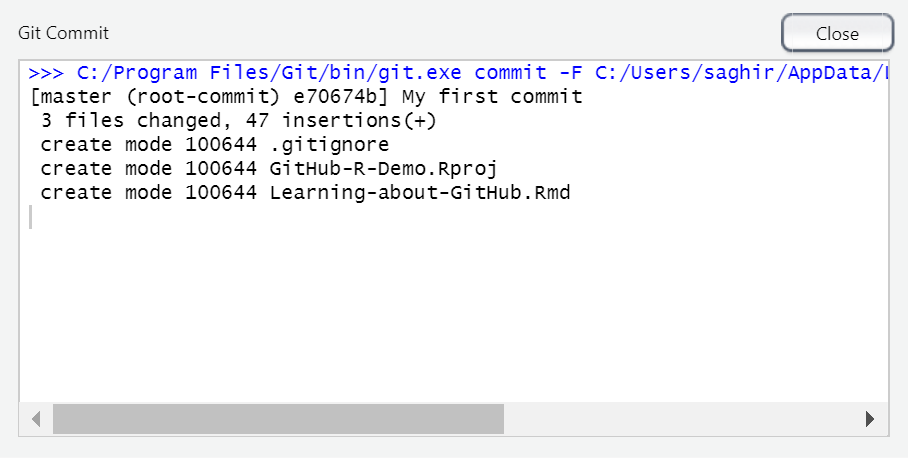 Git Commit
Close
>>> C:/Program Files/Git/bin/git.exe commit -F C:/Users/saghir/AppData/
[master (root-commit) e70674b] My first commit
3 files changed, 47 insertions(+)
create mode 100644 .gitignore
create mode 100644 GitHub-R-Demo.Rproj
create mode 100644 Learning-about-GitHub.Rmd